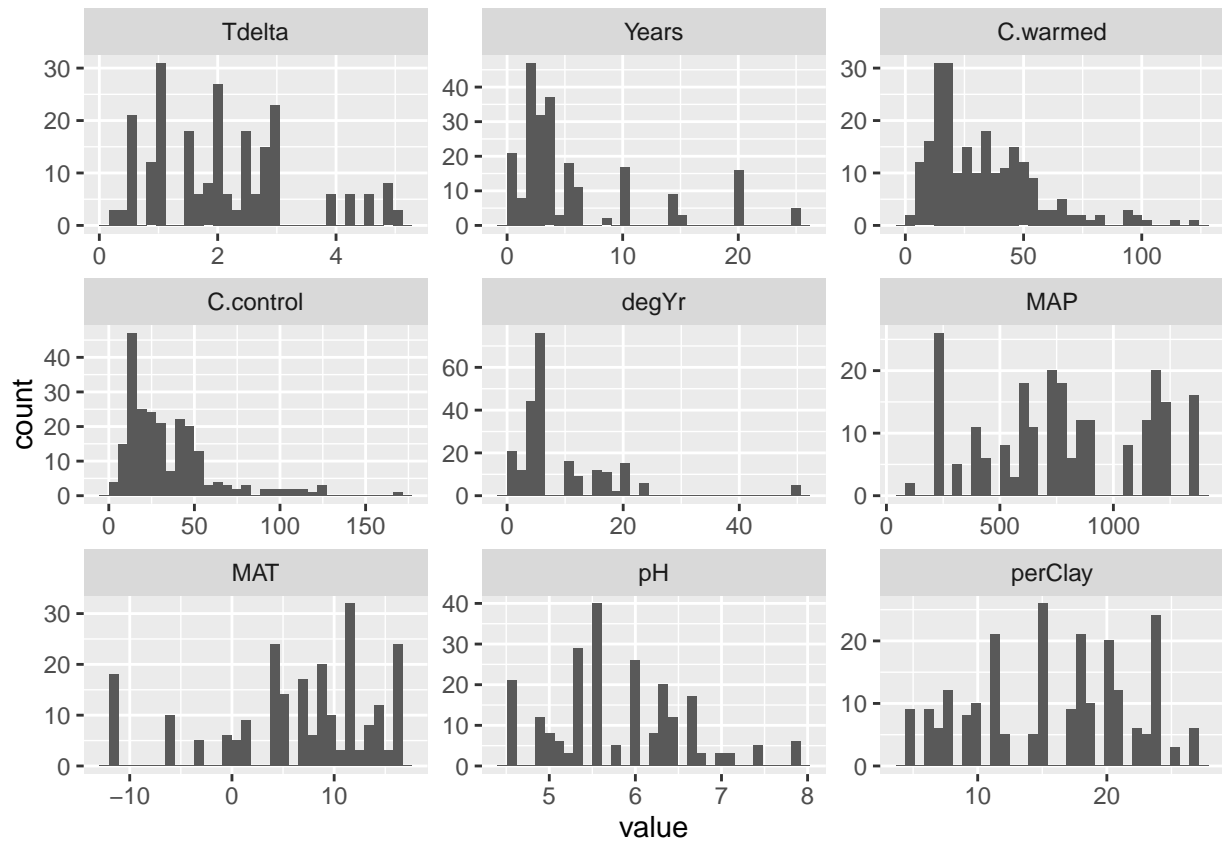 Tdelta
Years
C.warmed
30
20
10
0
0 2 4
40
30
20
10
0
0 10 20
30
20
10
0
0 50 100
C.control
degYr
MAP
40
30
20
10
0
0 50 100 150
60
40
20
0
0 20 40
20
10
0
0 500 1000
MAT
pH
perClay
30
20
10
0
−10 0 10
40
30
20
10
0
5 6 7 8
20
10
0
10 20
count
value